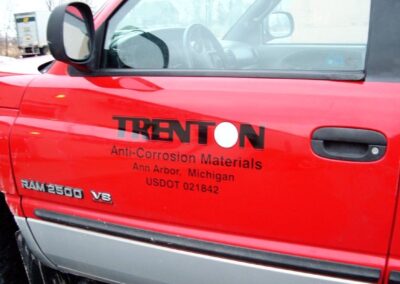 TRENTON
Anti-Corrosion Materials
Ann Arbor, Michigan
USDOT 021842
RAM 2500 V8